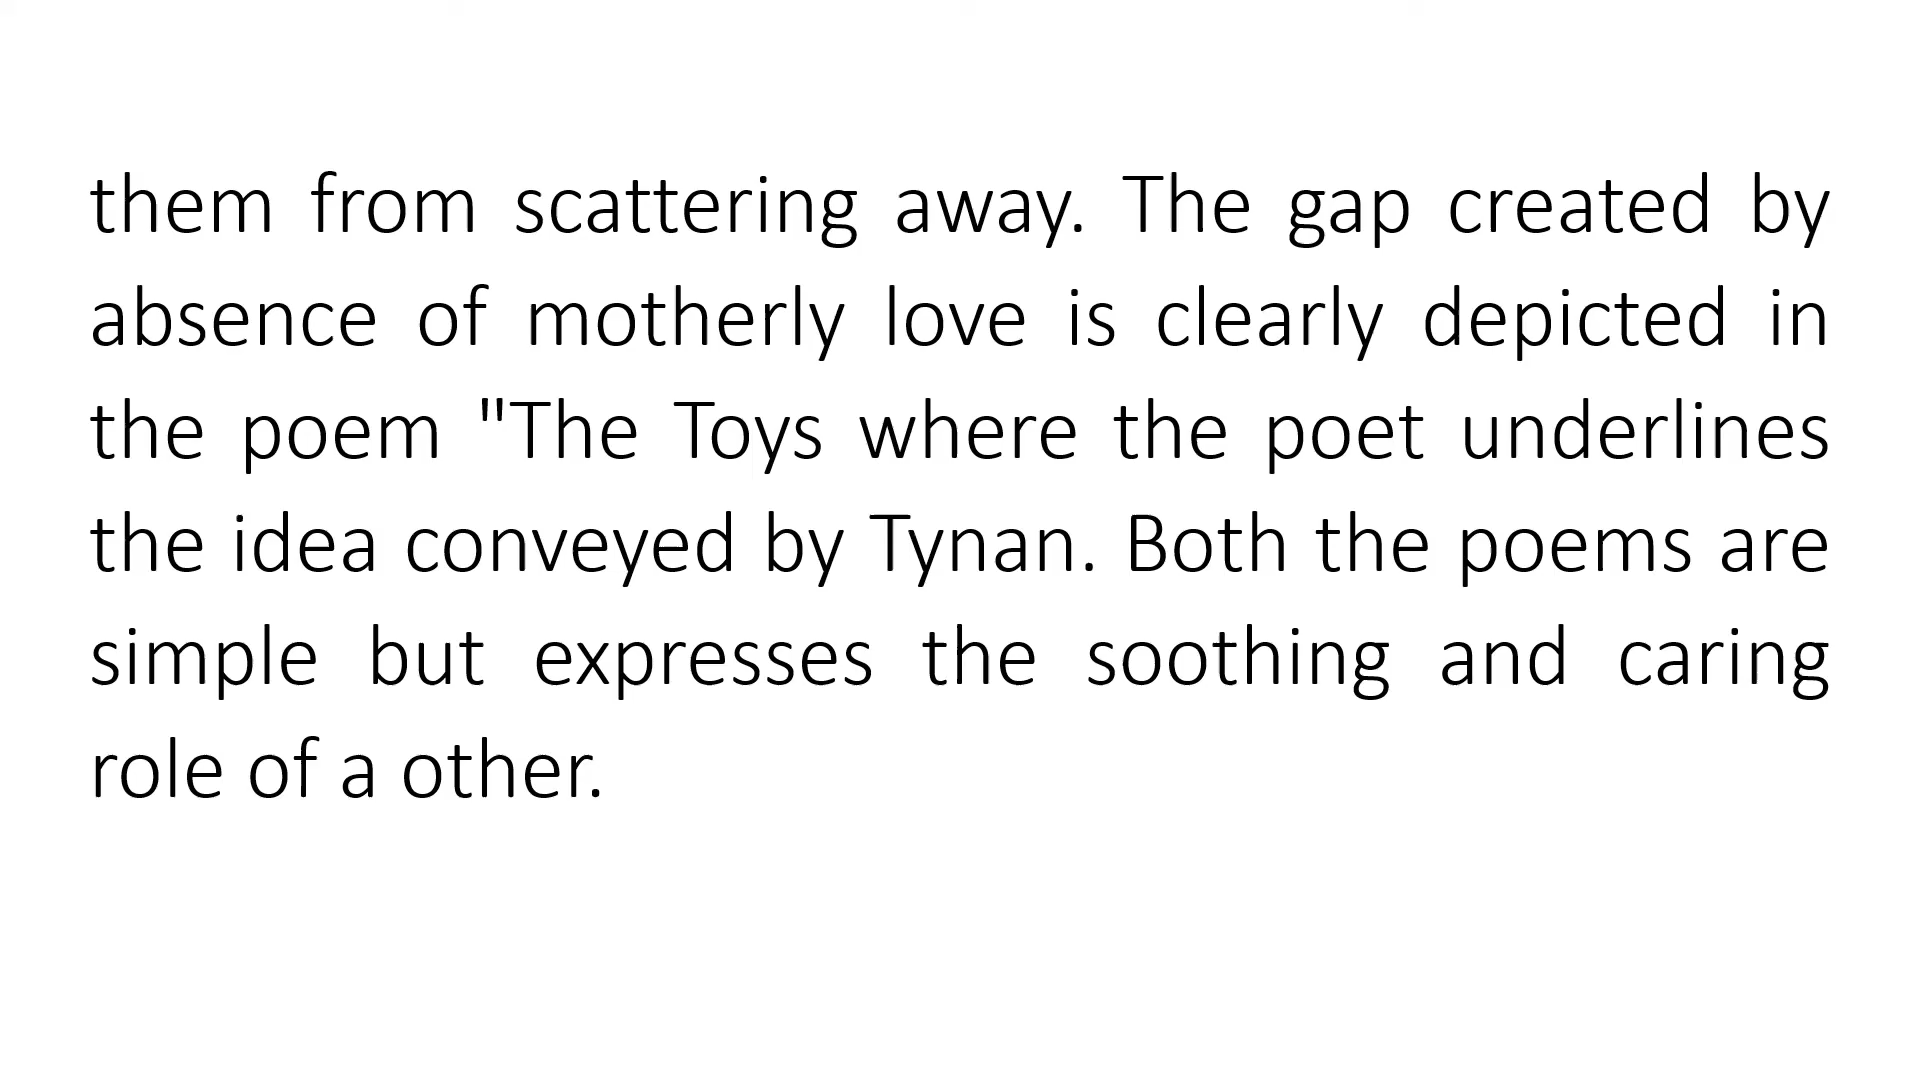 them from scattering away. The gap created by
absence of motherly love is clearly depicted in
the poem "The Toys where the poet underlines
the idea conveyed by Tynan. Both the poems are
simple but expresses the soothing and caring
role of a other.